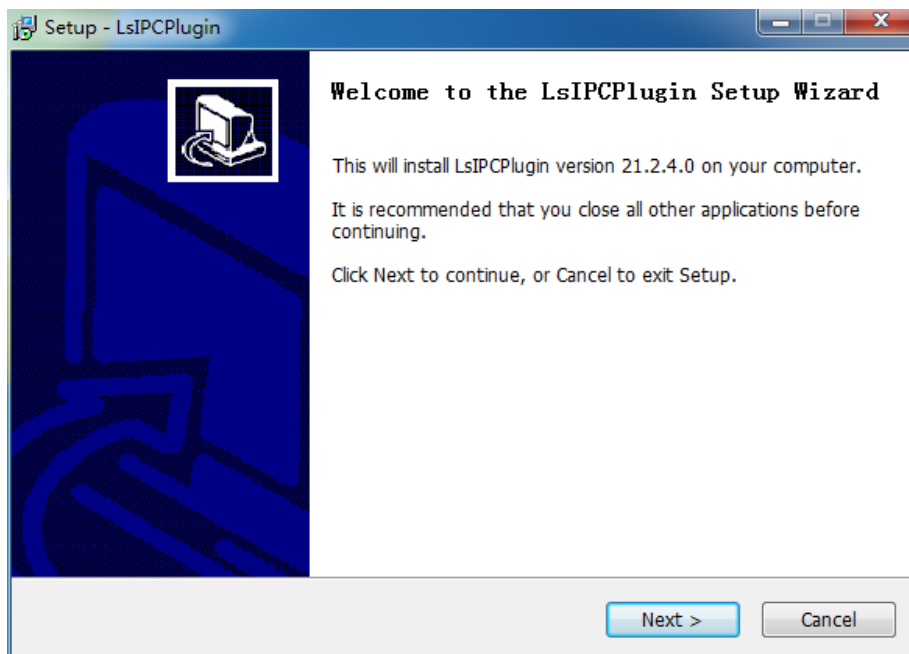 Setup - LsIPCPlugin
Welcome to the LsIPCPlugin Setup Wizard
This will install LsIPCPlugin version 21.2.4.0 on your computer.
It is recommended that you close all other applications before
continuing.
Click Next to continue, or Cancel to exit Setup.
Next >
Cancel